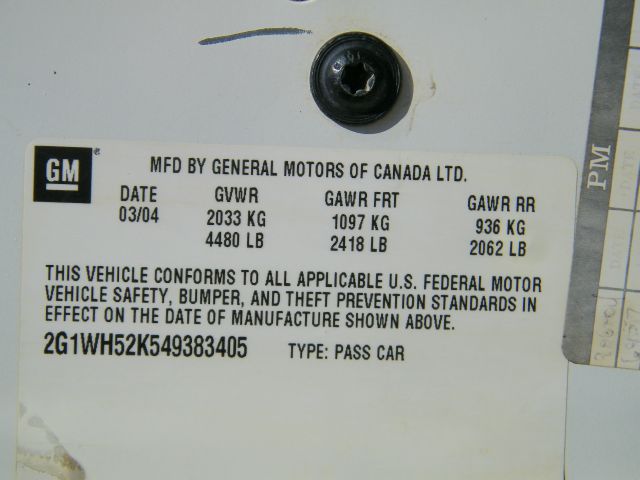 GM
MFD BY GENERAL MOTORS OF CANADA LTD.
DATE GVWR GAWR FRT GAWR RR
03/04 2033 KG 1097 KG 936 KG
4480 LB 2418 LB 2062 LB
THIS VEHICLE CONFORMS TO ALL APPLICABLE U.S. FEDERAL MOTOR
VEHICLE SAFETY, BUMPER, AND THEFT PREVENTION STANDARDS IN
EFFECT ON THE DATE OF MANUFACTURE SHOWN ABOVE.
2G1WH52K549383405 TYPE: PASS CAR
PM
DATE
DATE